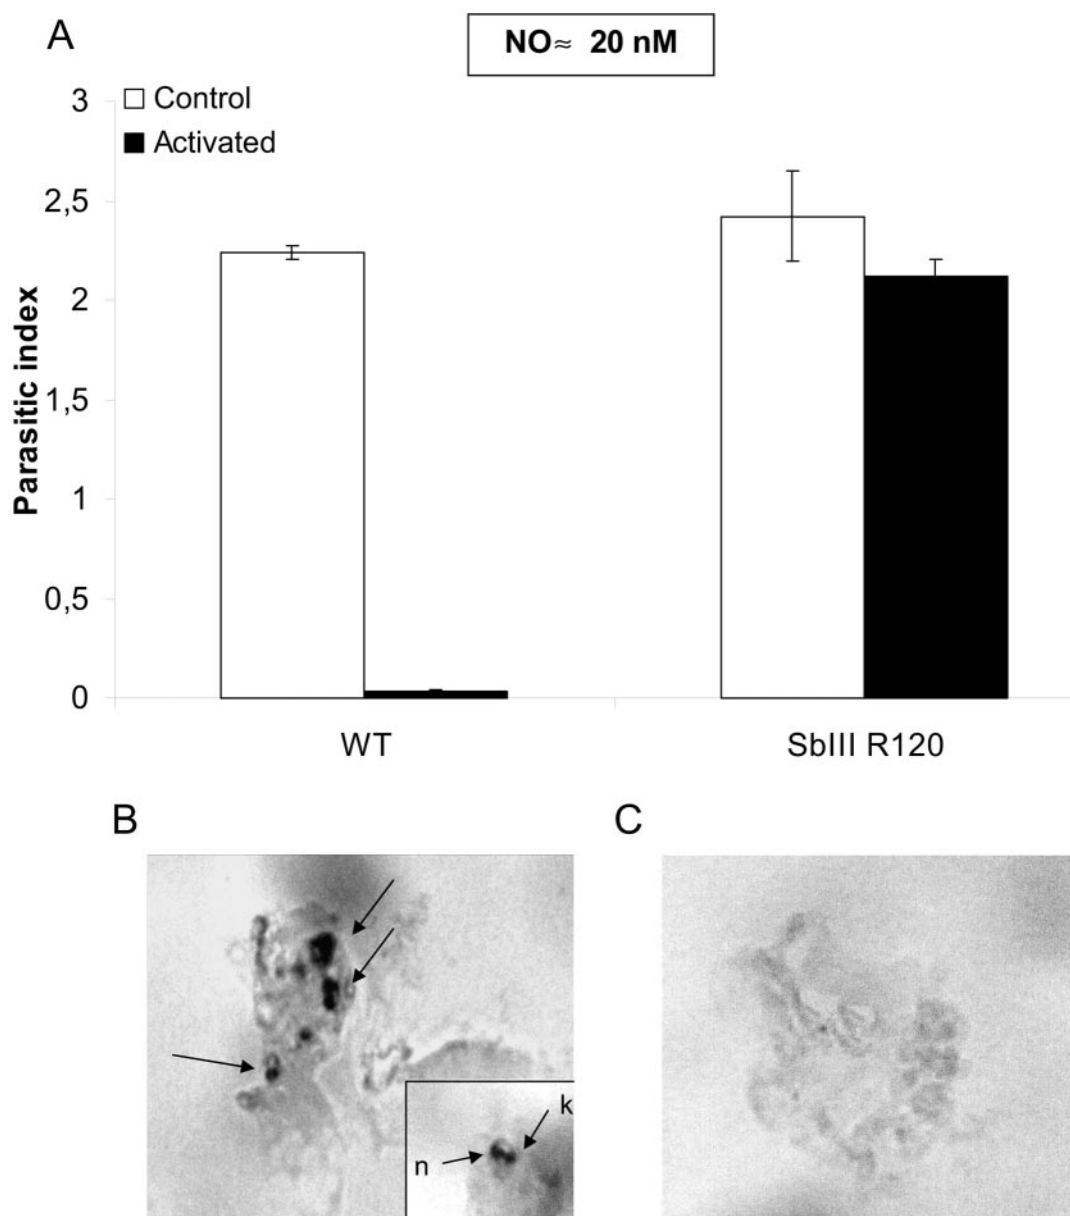 A
NO≈ 20 nM
Control
Activated
3
2,5
2
1,5
1
0,5
0
Parasitic index
WT
SbIII R120
B
C
k
n